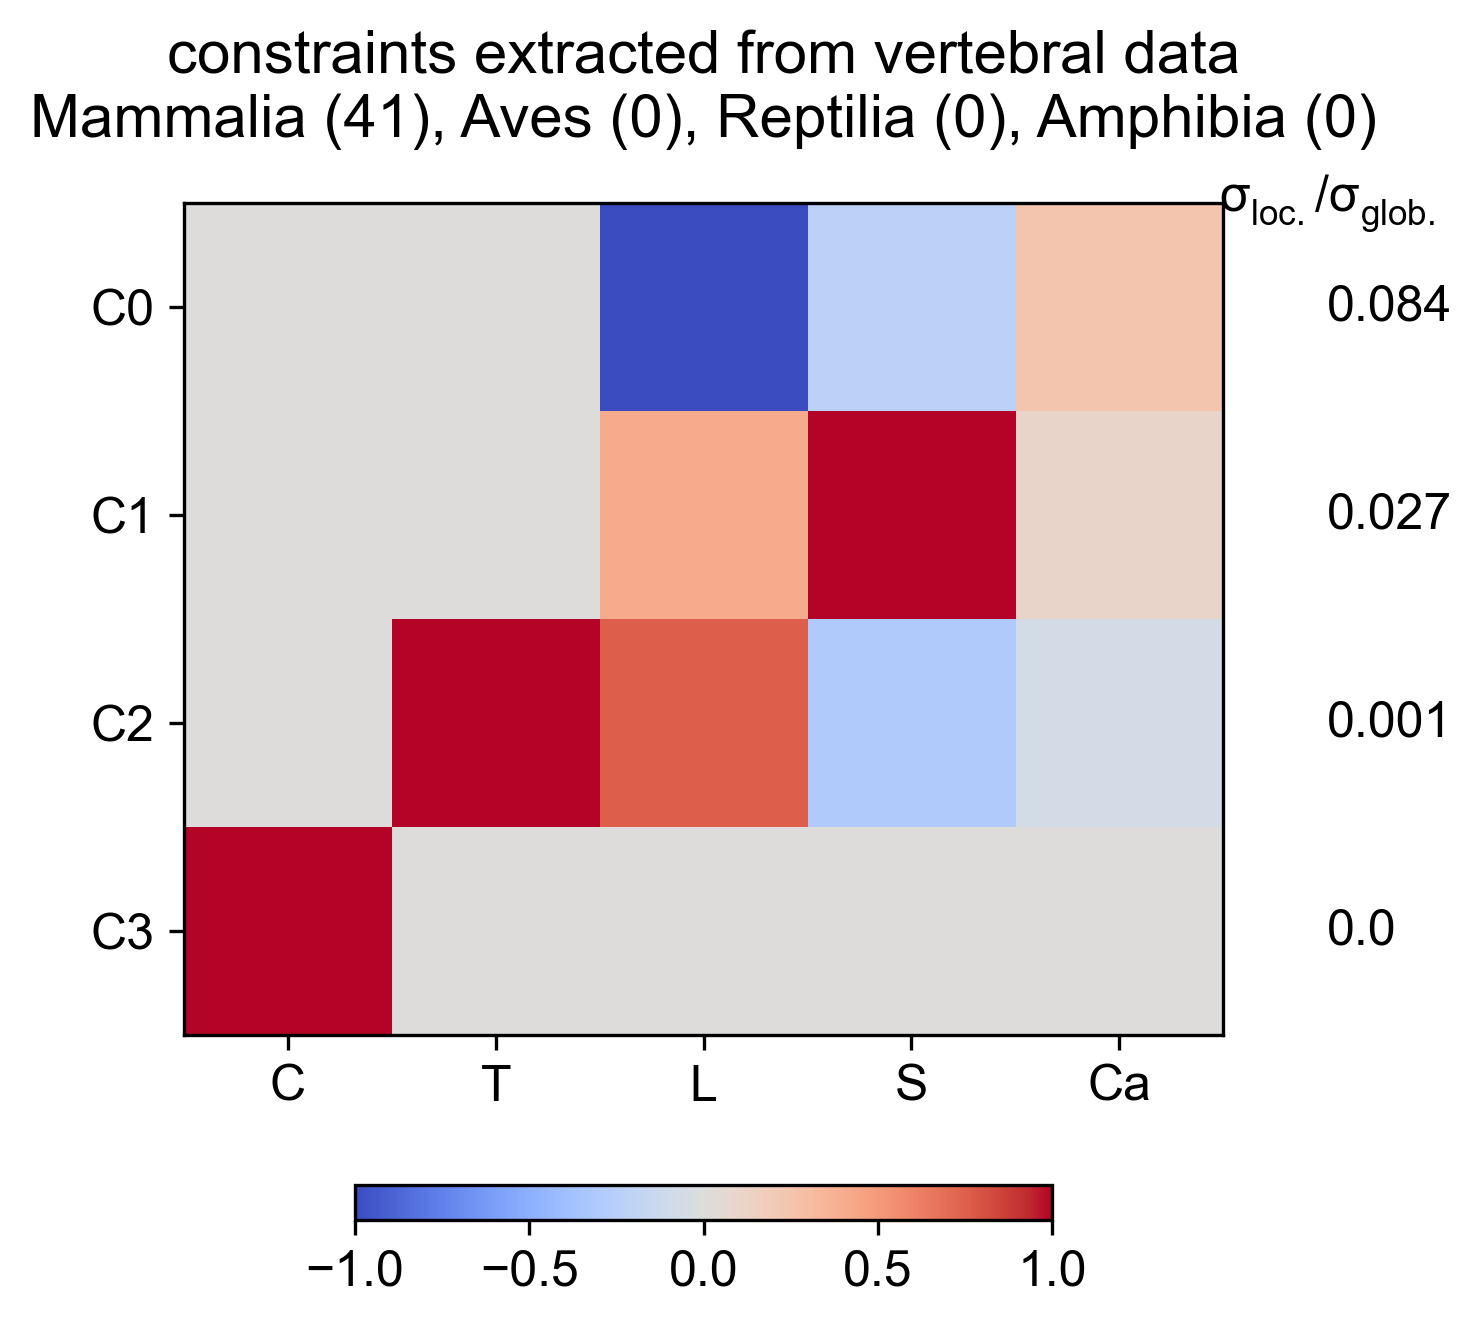 constraints extracted from vertebral data
Mammalia (41), Aves (0), Reptilia (0), Amphibia (0)
σloc. /σglob.
C0 0.084
C1 0.027
C2 0.001
C3 0.0
C T L S Ca
−1.0 −0.5 0.0 0.5 1.0